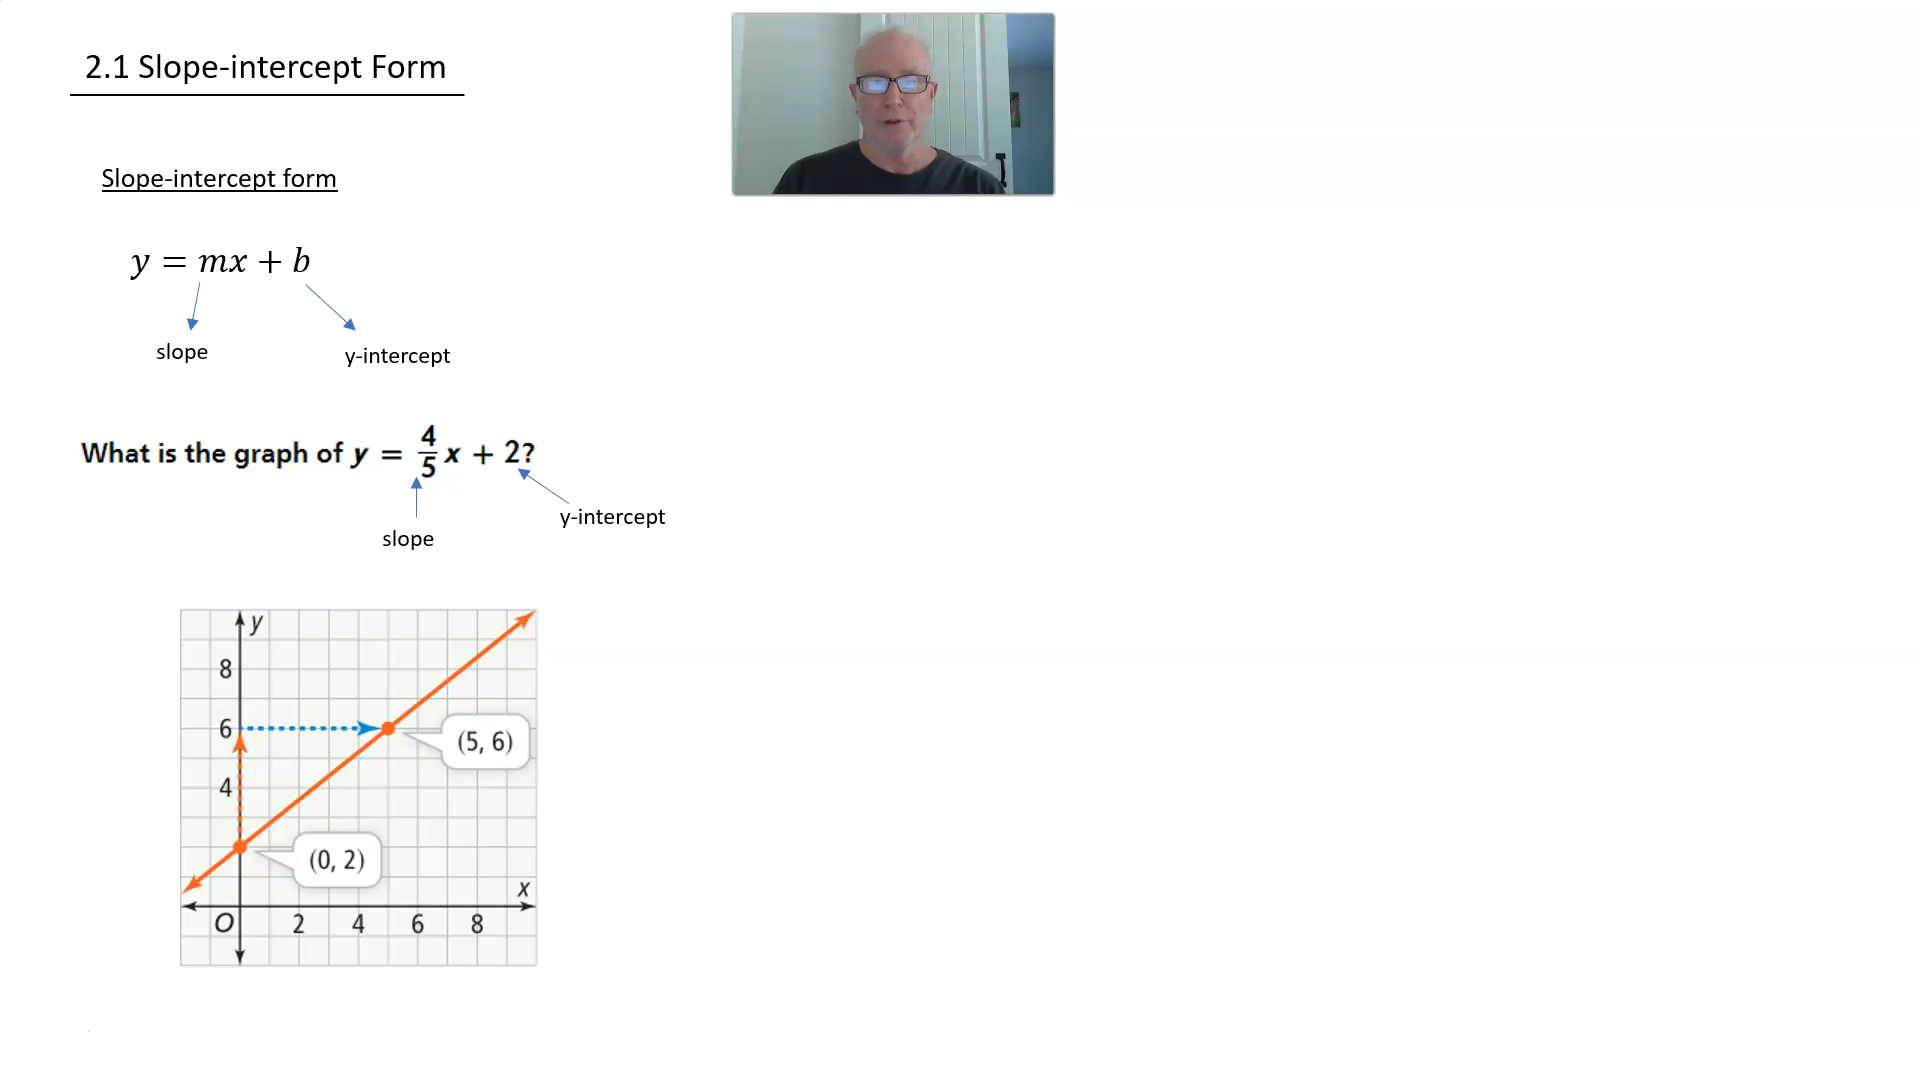 2.1 Slope-intercept Form
Slope-intercept form
y = mx + b
slope
y-intercept
What is the graph of y = 4/5 x + 2?
y-intercept
slope
y
8
6
(5, 6)
4
(0, 2)
x
O 2 4 6 8